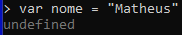 > var nome = "Matheus"
undefined